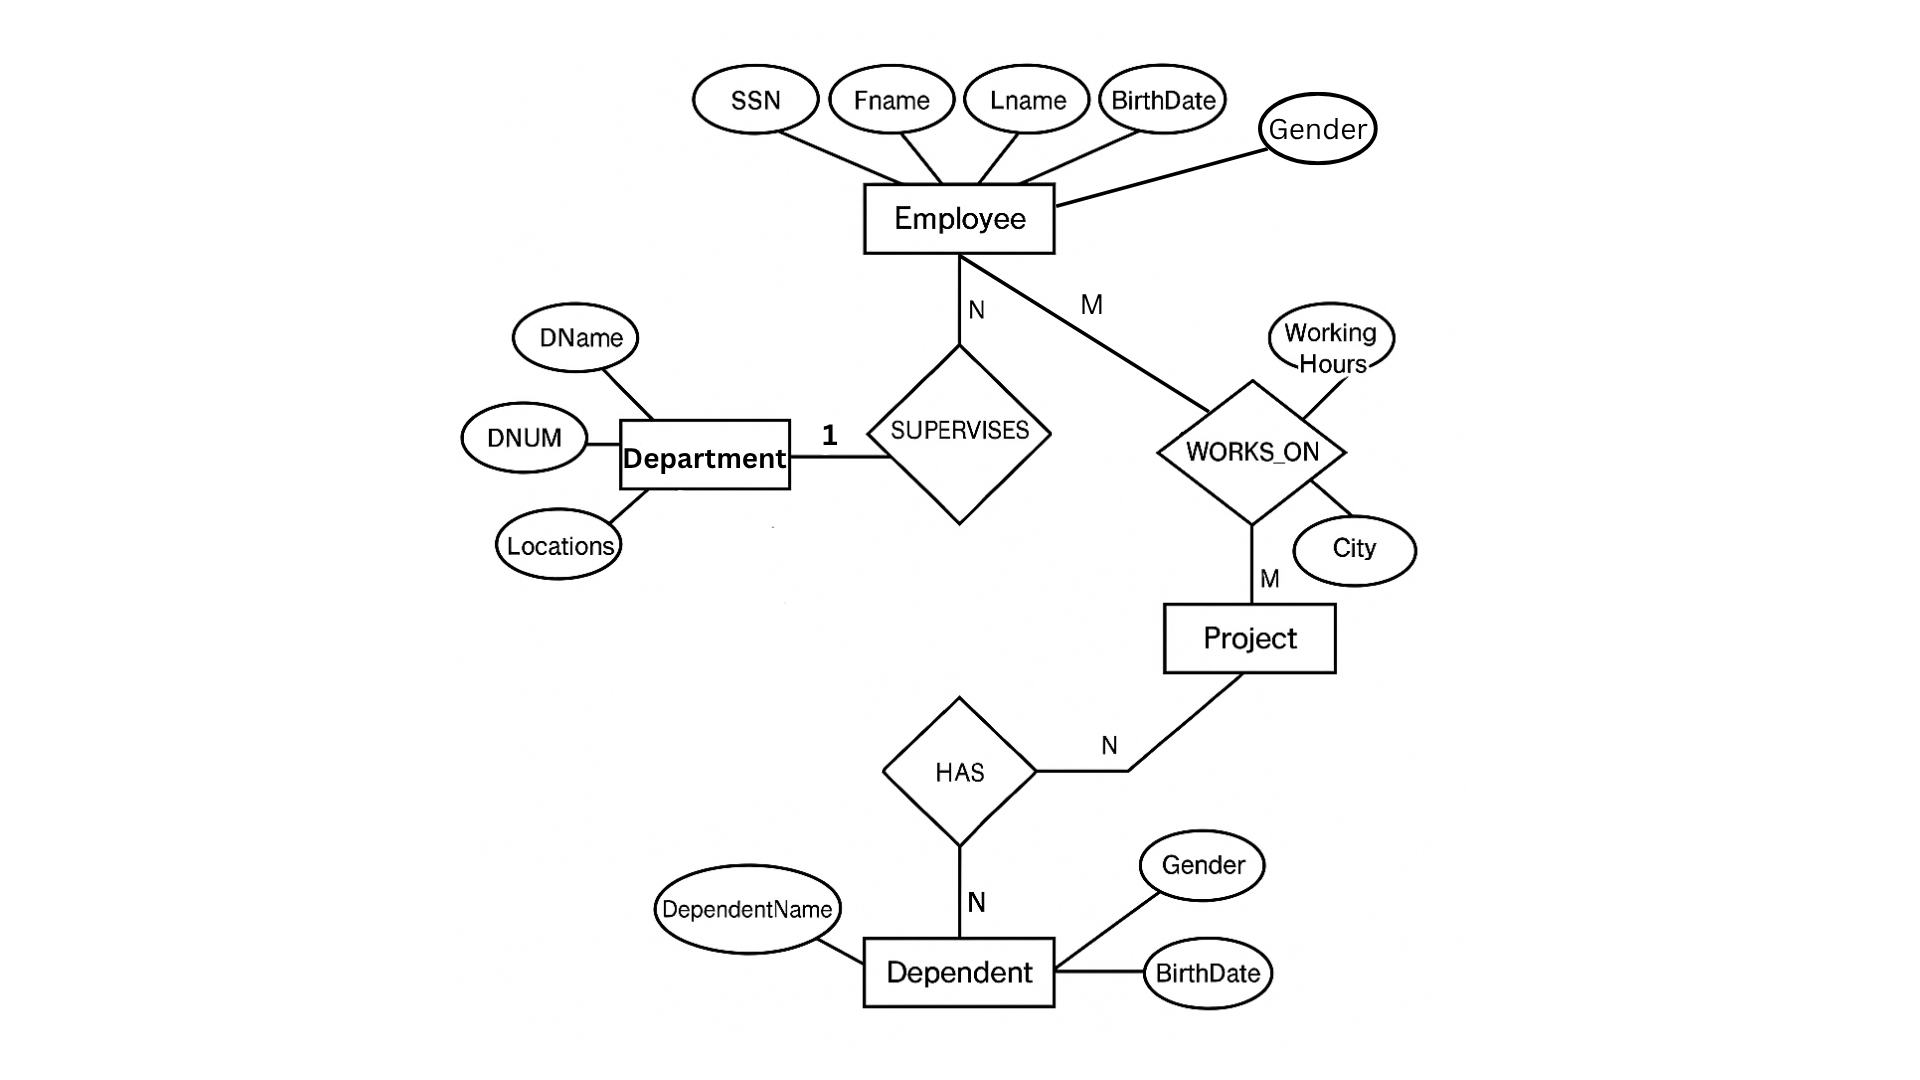 SSN
Fname
Lname
BirthDate
Gender
Employee
N
M
DName
Working
Hours
DNUM
1
Department
SUPERVISES
WORKS_ON
Locations
City
M
Project
N
HAS
Gender
N
DependentName
Dependent
BirthDate